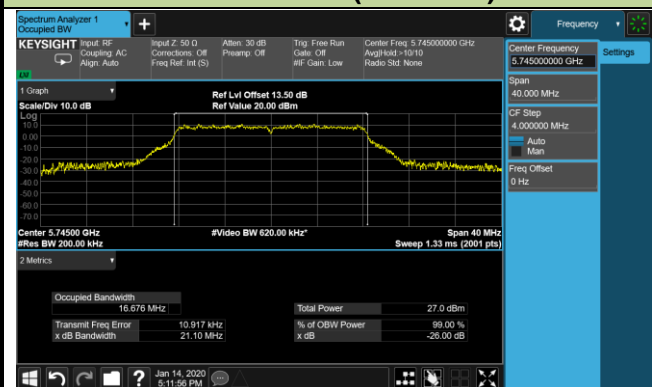 Spectrum Analyzer 1
Occupied BW
Frequency
KEYSIGHT
Input: RF
Coupling: AC
Align: Auto
Input Z: 50 Ω
Corrections: Off
Freq Ref: Int (S)
Atten: 30 dB
Preamp: Off
Trig: Free Run
Gate: Off
#IF Gain: Low
Center Freq: 5.745000000 GHz
Avg|Hold:>10/10
Radio Std: None
LXI
1 Graph
Scale/Div 10.0 dB
Ref Lvl Offset 13.50 dB
Ref Value 20.00 dBm
Log
10.0
0.00
-10.0
-20.0
-30.0
-40.0
-50.0
-60.0
-70.0
Center 5.74500 GHz
#Res BW 200.00 kHz
#Video BW 620.00 kHz*
Span 40 MHz
Sweep 1.33 ms (2001 pts)
2 Metrics
Occupied Bandwidth
16.676 MHz
Total Power 27.0 dBm
Transmit Freq Error 10.917 kHz
% of OBW Power 99.00 %
x dB Bandwidth 21.10 MHz
x dB -26.00 dB
Center Frequency
5.745000000 GHz
Settings
Span
40.000 MHz
CF Step
4.000000 MHz
Auto
Man
Freq Offset
0 Hz
Jan 14, 2020
5:11:56 PM